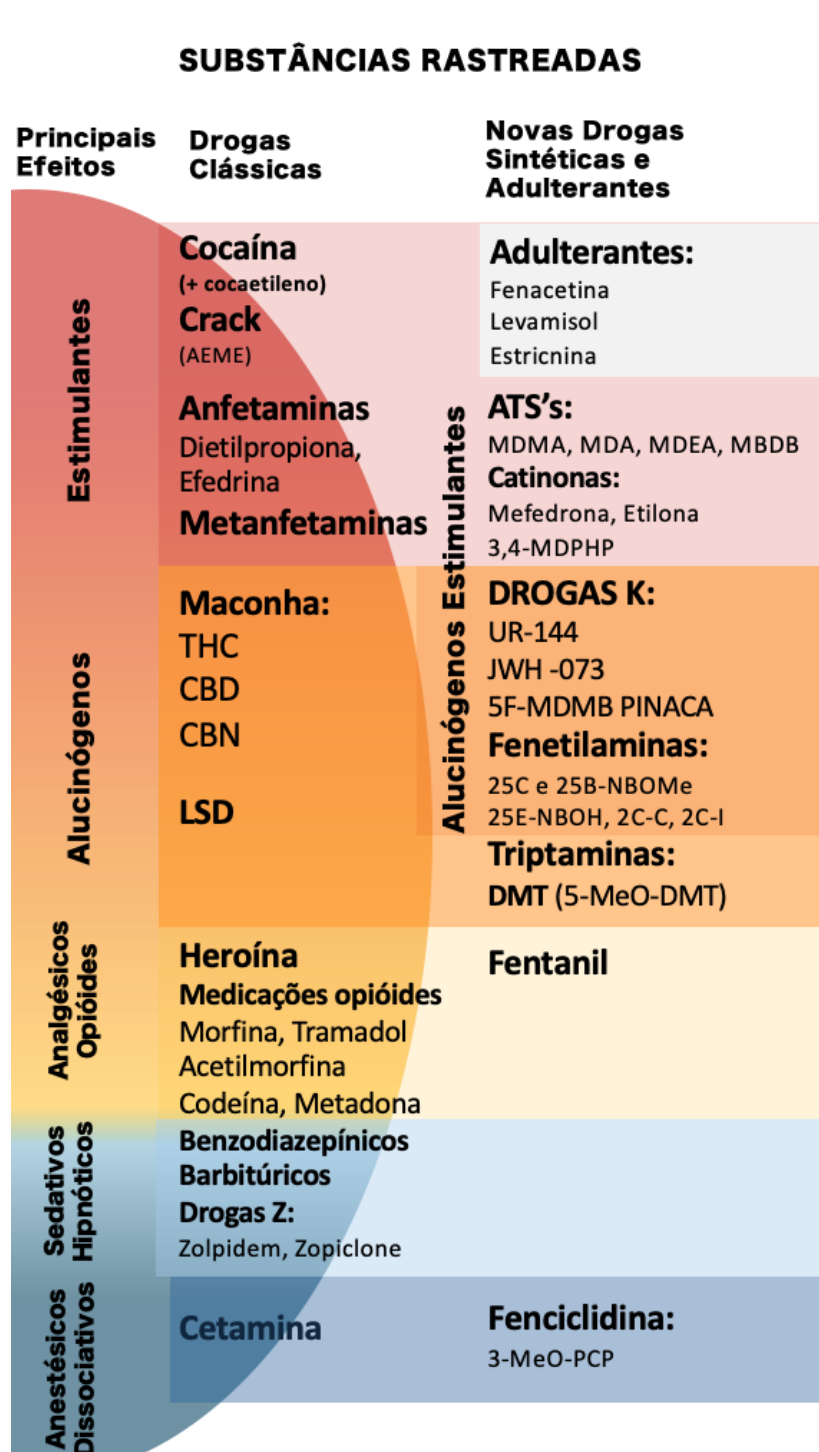 SUBSTÂNCIAS RASTREADAS
Principais
Efeitos
Drogas
Clássicas
Novas Drogas
Sintéticas e
Adulterantes
Estimulantes
Cocaína
(+ cocaetileno)
Crack
(AEME)
Anfetaminas
Dietilpropiona,
Efedrina
Metanfetaminas
Adulterantes:
Fenacetina
Levamisol
Estricnina
Alucinógenos Estimulantes
ATS’s:
MDMA, MDA, MDEA, MBDB
Catinonas:
Mefedrona, Etilona
3,4-MDPHP
Alucinógenos
Maconha:
THC
CBD
CBN
LSD
DROGAS K:
UR-144
JWH -073
5F-MDMB PINACA
Fenetilaminas:
25C e 25B-NBOMe
25E-NBOH, 2C-C, 2C-I
Triptaminas:
DMT (5-MeO-DMT)
Analgésicos
Opióides
Heroína
Medicações opióides
Morfina, Tramadol
Acetilmorfina
Codeína, Metadona
Fentanil
Sedativos
Hipnóticos
Benzodiazepínicos
Barbitúricos
Drogas Z:
Zolpidem, Zopiclone
Anestésicos
Dissociativos
Cetamina
Fenciclidina:
3-MeO-PCP